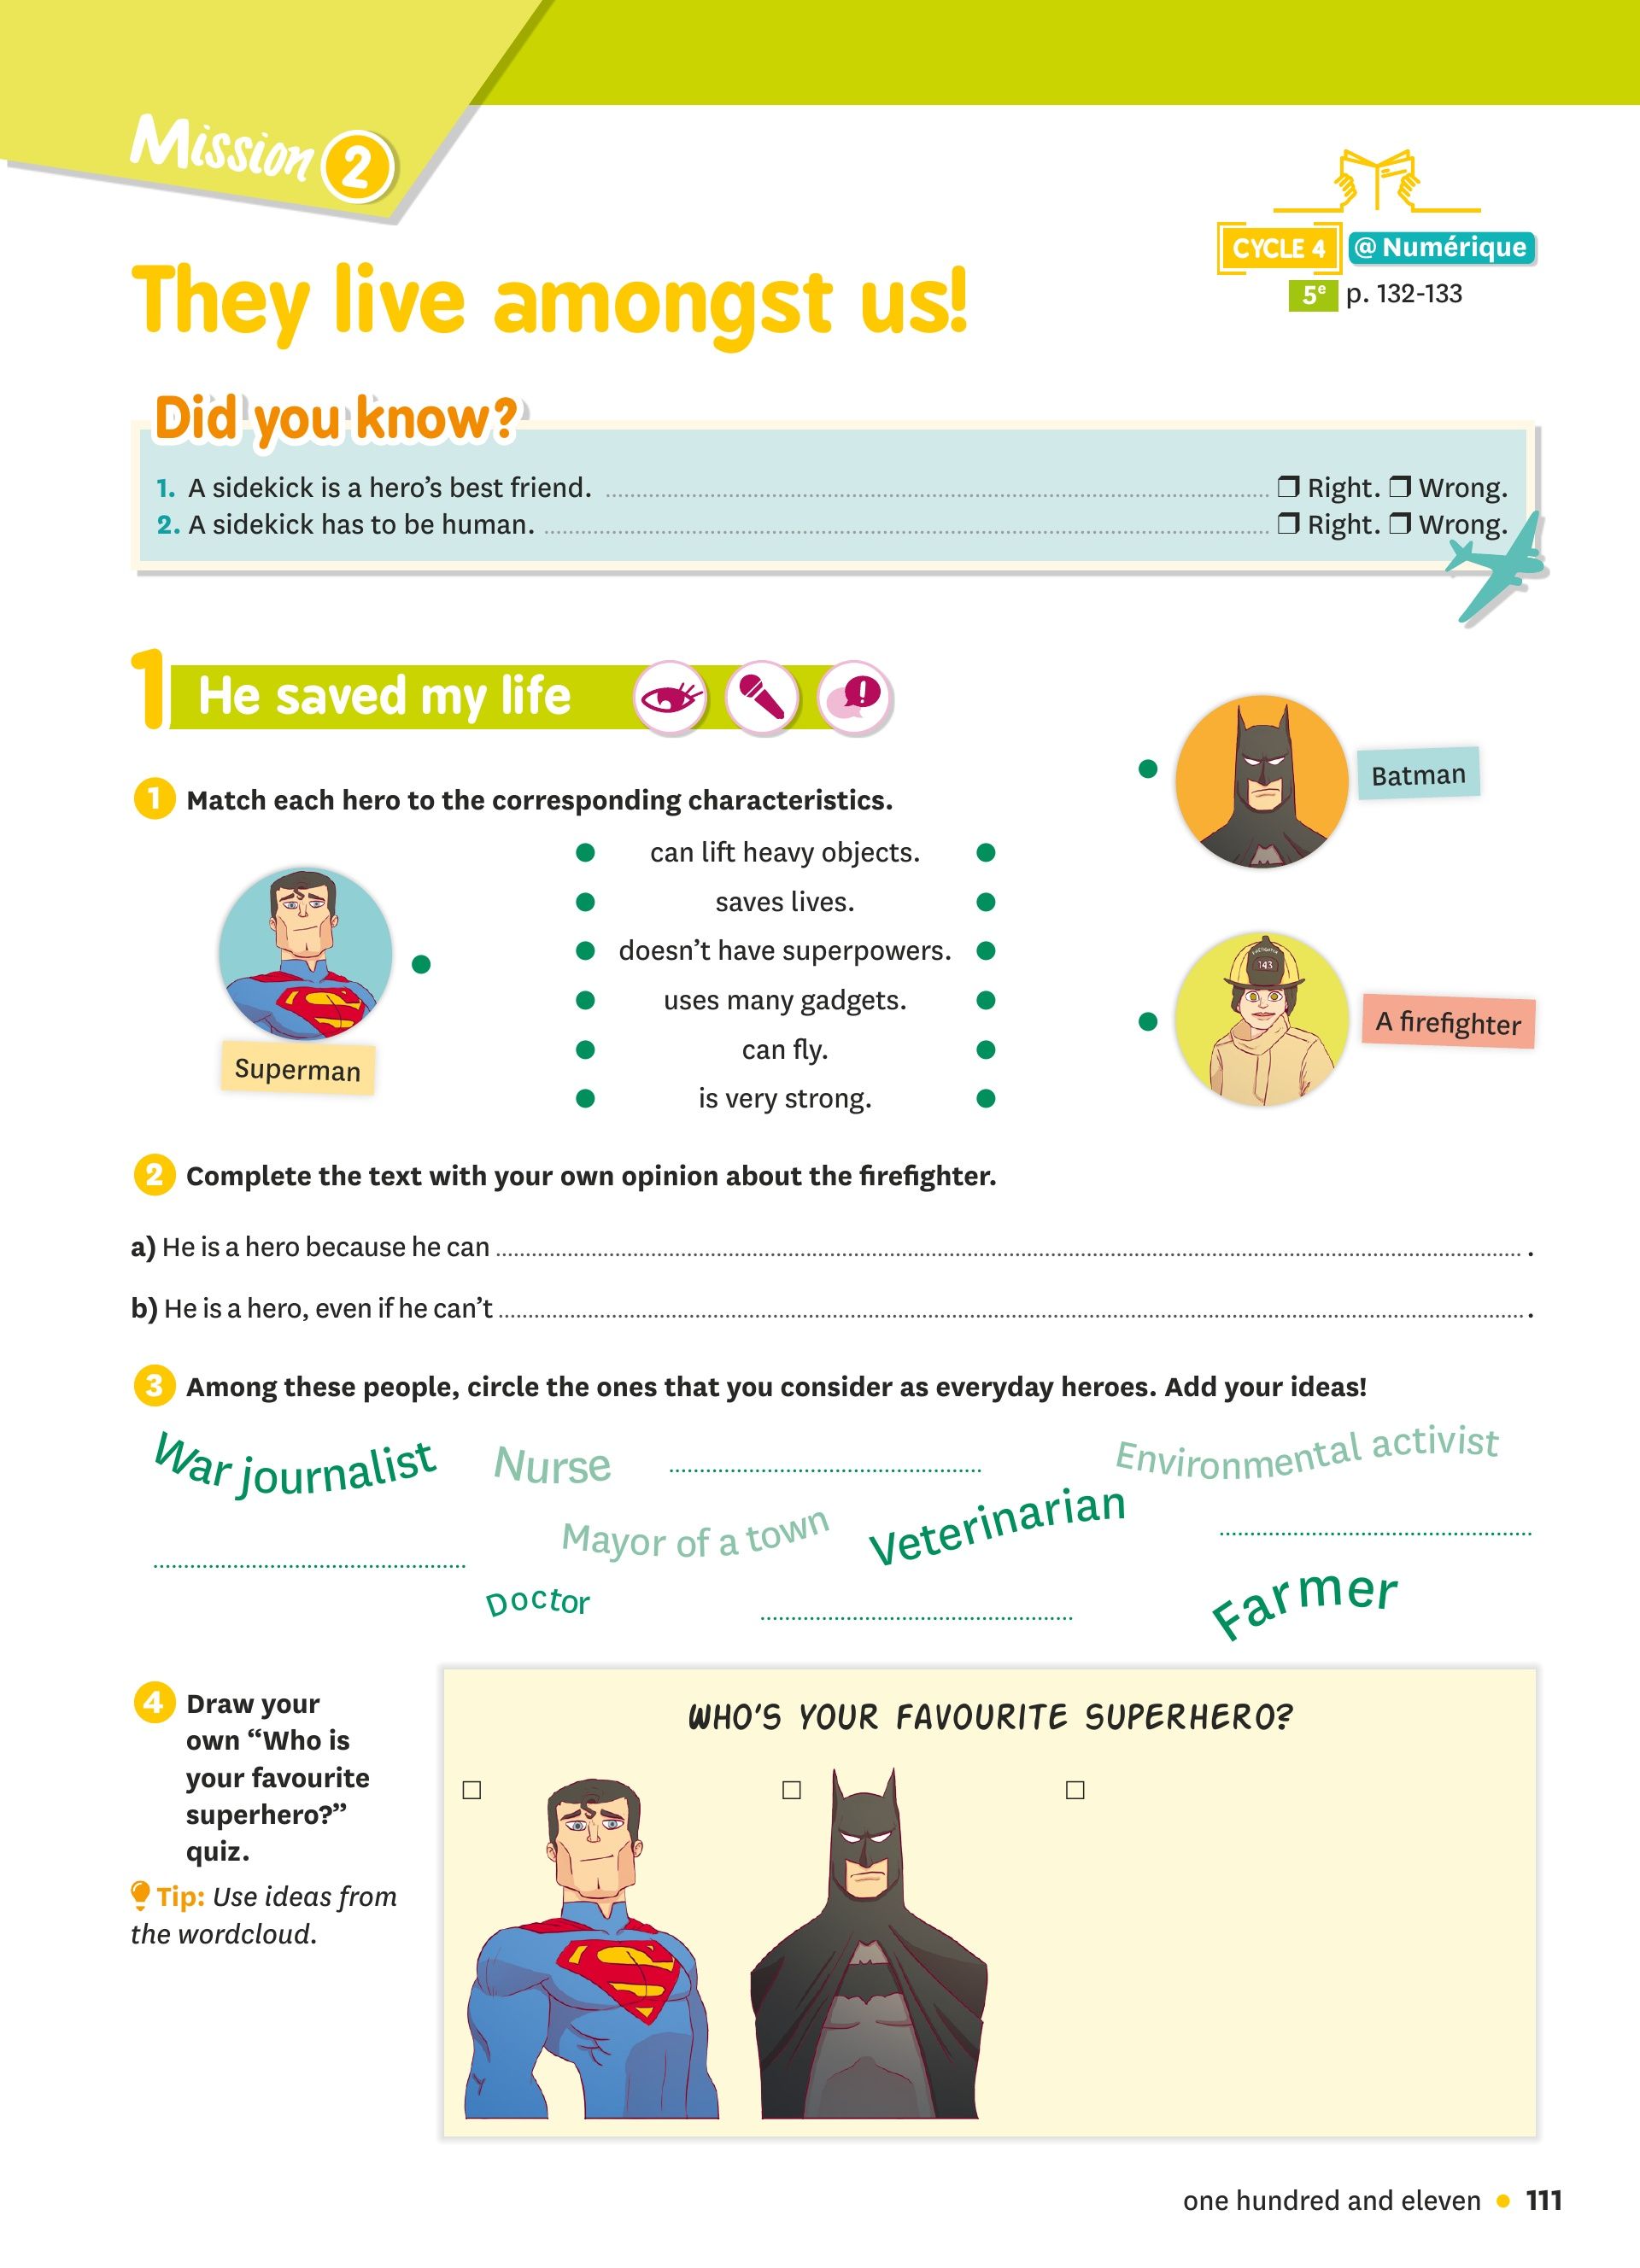 Mission 2
CYCLE 4 @ Numérique
5e p. 132-133
They live amongst us!
Did you know?
1. A sidekick is a hero's best friend. ❒ Right. ❒ Wrong.
2. A sidekick has to be human. ❒ Right. ❒ Wrong.
1 He saved my life
Batman
1 Match each hero to the corresponding characteristics.
can lift heavy objects.
saves lives.
doesn't have superpowers.
uses many gadgets.
can fly.
is very strong.
Superman
FIREFIGHTER
143
A firefighter
2 Complete the text with your own opinion about the firefighter.
a) He is a hero because he can .
b) He is a hero, even if he can't .
3 Among these people, circle the ones that you consider as everyday heroes. Add your ideas!
War journalist Nurse Environmental activist
Mayor of a town Veterinarian
Doctor Farmer
4 Draw your
own “Who is
your favourite
superhero?”
quiz.
Tip: Use ideas from
the wordcloud.
WHO'S YOUR FAVOURITE SUPERHERO?
one hundred and eleven • 111